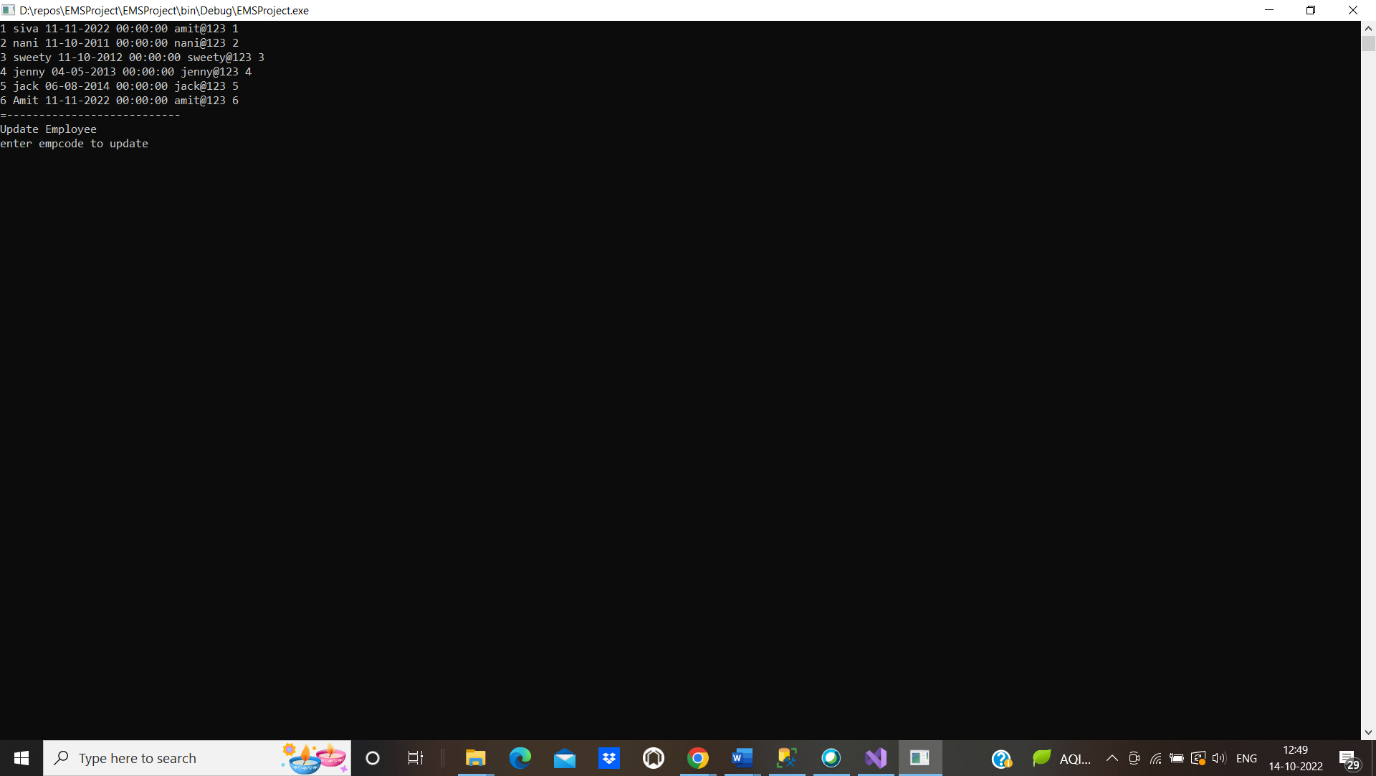 D:\repos\EMSProject\EMSProject\bin\Debug\EMSProject.exe
1 siva 11-11-2022 00:00:00 amit@123 1
2 nani 11-10-2011 00:00:00 nani@123 2
3 sweety 11-10-2012 00:00:00 sweety@123 3
4 jenny 04-05-2013 00:00:00 jenny@123 4
5 jack 06-08-2014 00:00:00 jack@123 5
6 Amit 11-11-2022 00:00:00 amit@123 6
=---------------------------
Update Employee
enter empcode to update
Type here to search
AQI...
ENG
12:49
14-10-2022
29